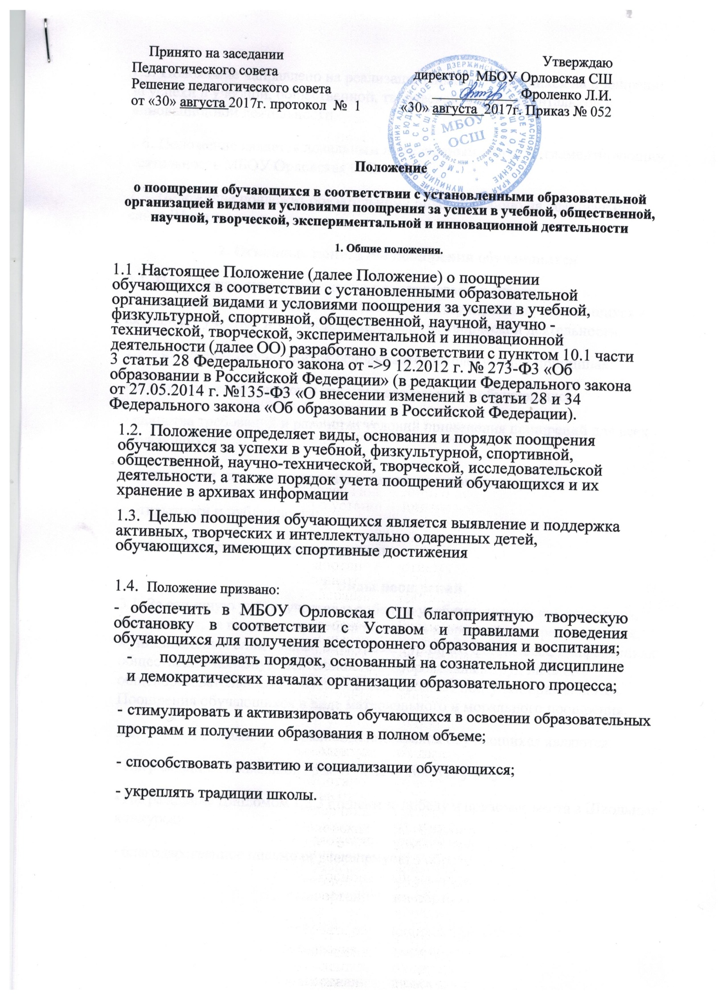 Принято на заседании
Педагогического совета
Решение педагогического совета
от «30» августа 2017г. протокол № 1
Утверждаю
директор МБОУ Орловская СШ
Фроленко Л.И.
«30» августа 2017г. Приказ № 052
МБОУ
ОСШ
Положение
о поощрении обучающихся в соответствии с установленными образовательной
организацией видами и условиями поощрения за успехи в учебной, общественной,
научной, творческой, экспериментальной и инновационной деятельности
1. Общие положения.
1.1 .Настоящее Положение (далее Положение) о поощрении
обучающихся в соответствии с установленными образовательной
организацией видами и условиями поощрения за успехи в учебной,
физкультурной, спортивной, общественной, научной, научно -
технической, творческой, экспериментальной и инновационной
деятельности (далее ОО) разработано в соответствии с пунктом 10.1 части
3 статьи 28 Федерального закона от ->9 12.2012 г. № 273-ФЗ «Об
образовании в Российской Федерации» (в редакции Федерального закона
от 27.05.2014 г. №135-ФЗ «О внесении изменений в статьи 28 и 34
Федерального закона «Об образовании в Российской Федерации).
1.2. Положение определяет виды, основания и порядок поощрения
обучающихся за успехи в учебной, физкультурной, спортивной,
общественной, научно-технической, творческой, исследовательской
деятельности, а также порядок учета поощрений обучающихся и их
хранение в архивах информации
1.3. Целью поощрения обучающихся является выявление и поддержка
активных, творческих и интеллектуально одаренных детей,
обучающихся, имеющих спортивные достижения
1.4. Положение призвано:
- обеспечить в МБОУ Орловская СШ благоприятную творческую
обстановку в соответствии с Уставом и правилами поведения
обучающихся для получения всестороннего образования и воспитания;
- поддерживать порядок, основанный на сознательной дисциплине
и демократических началах организации образовательного процесса;
- стимулировать и активизировать обучающихся в освоении образовательных
программ и получении образования в полном объеме;
- способствовать развитию и социализации обучающихся;
- укреплять традиции школы.